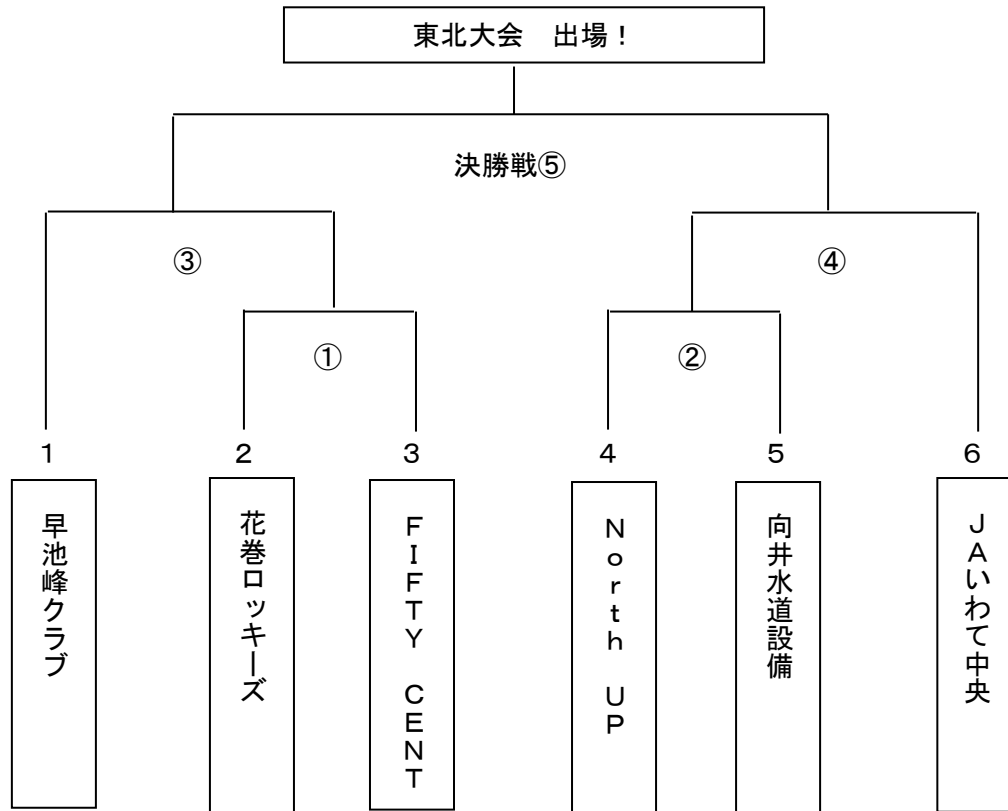 東北大会　出場！
決勝戦⑤
③
④
①
②
１
２
３
４
５
６
早池峰クラブ
花巻ロッキーズ
ＦＩＦＴＹ　ＣＥＮＴ
Ｎｏｒｔｈ　ＵＰ
向井水道設備
ＪＡいわて中央